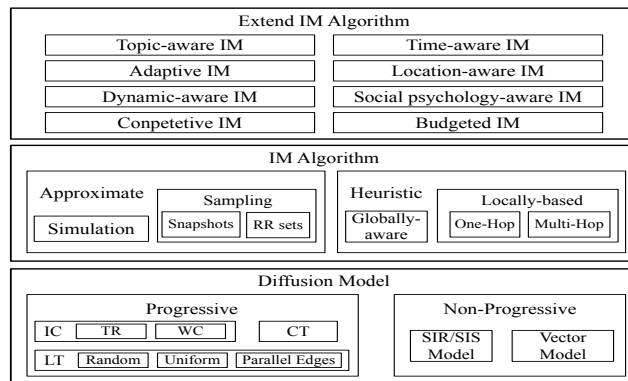 Extend IM Algorithm
Topic-aware IM Time-aware IM
Adaptive IM Location-aware IM
Dynamic-aware IM Social psychology-aware IM
Conpetetive IM Budgeted IM
IM Algorithm
Approximate
Simulation
Sampling
Snapshots RR sets
Heuristic
Globally-
aware
Locally-based
One-Hop Multi-Hop
Diffusion Model
Progressive
IC TR WC CT
LT Random Uniform Parallel Edges
Non-Progressive
SIR/SIS
Model
Vector
Model